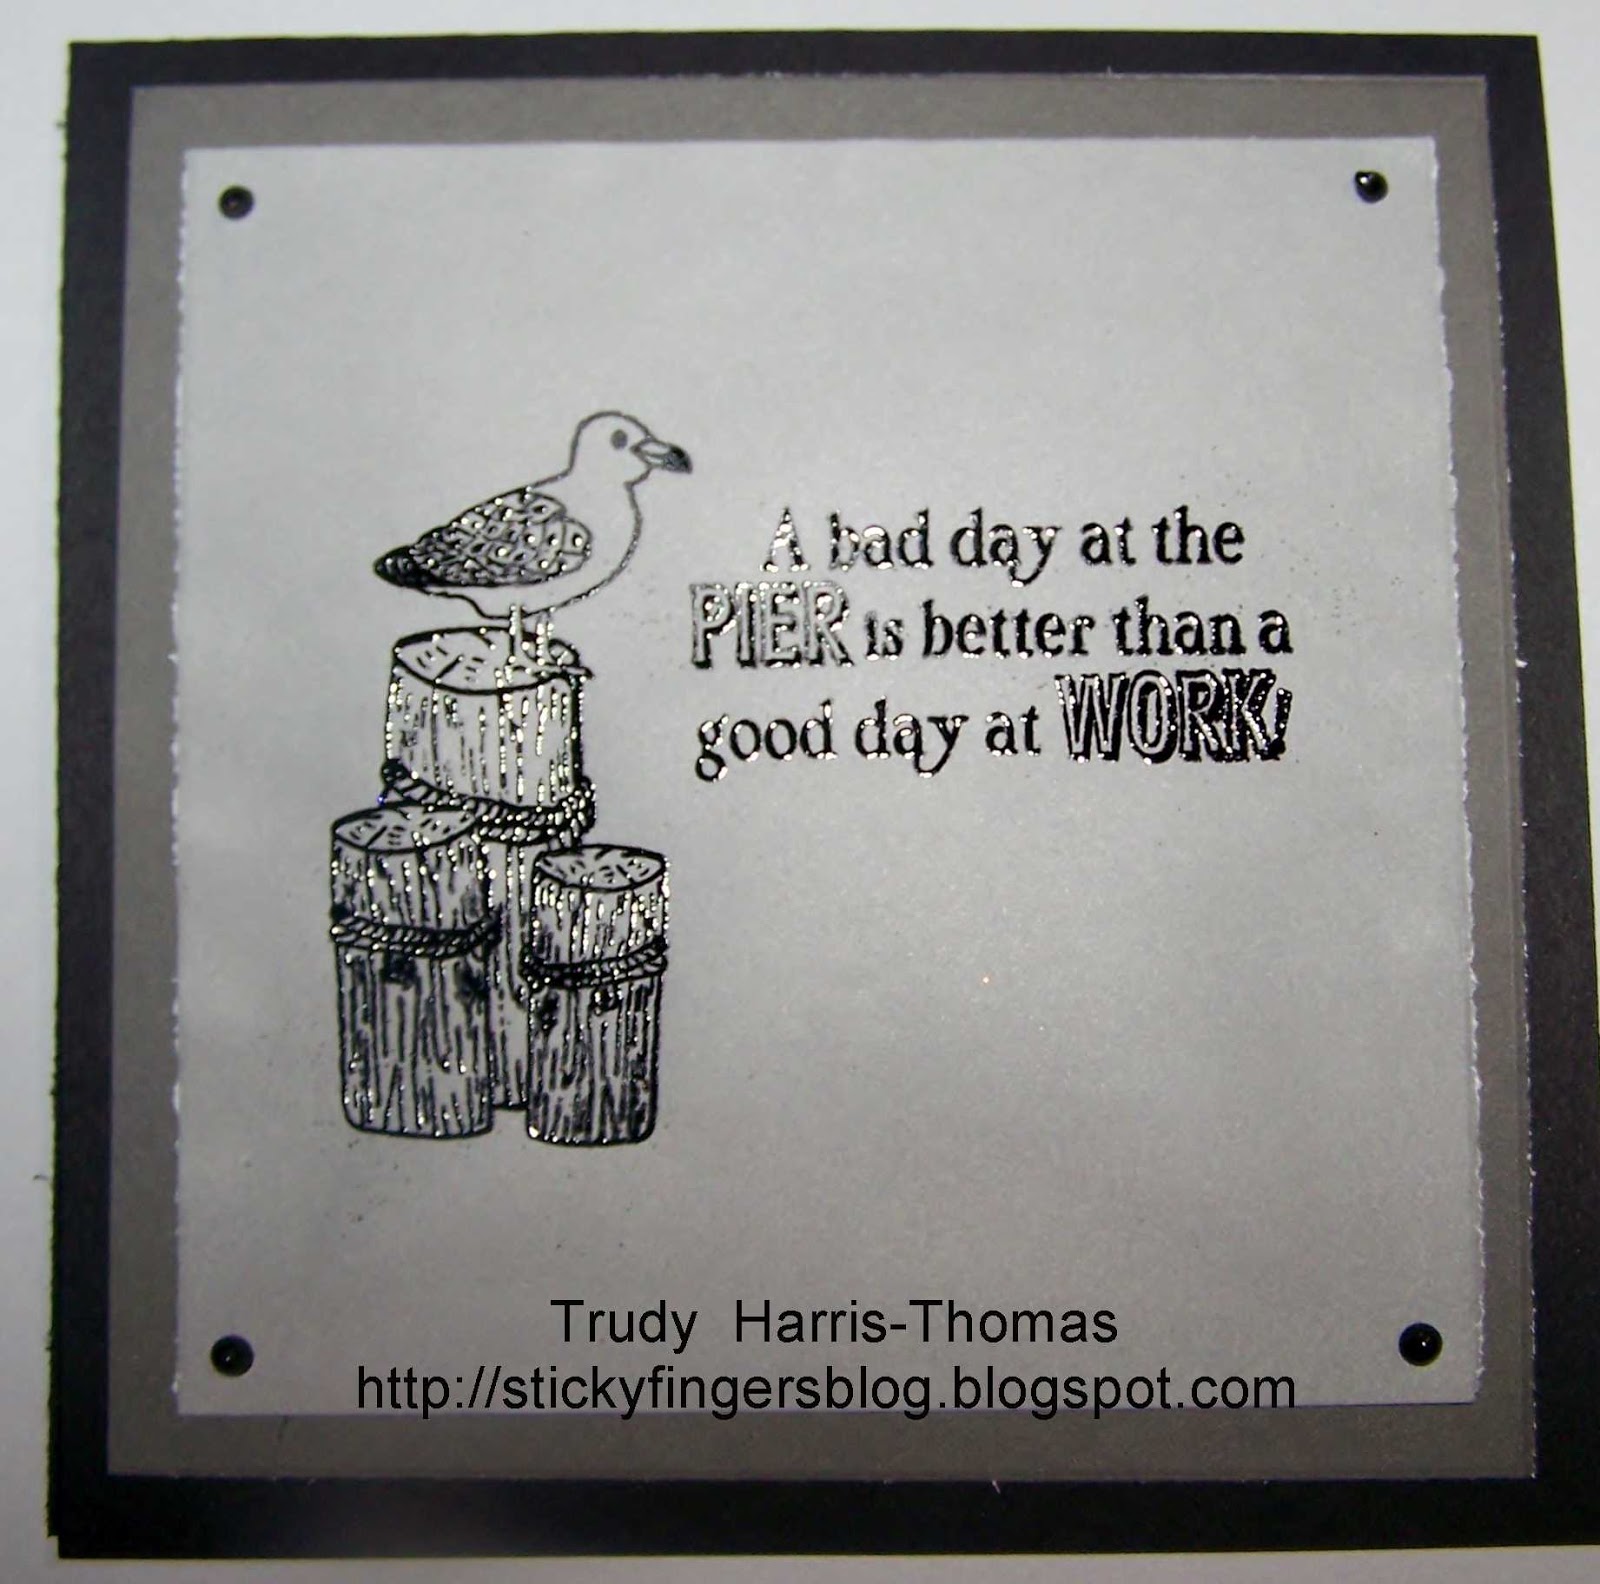 A bad day at the
PIER is better than a
good day at WORK!
Trudy Harris-Thomas
http://stickyfingersblog.blogspot.com